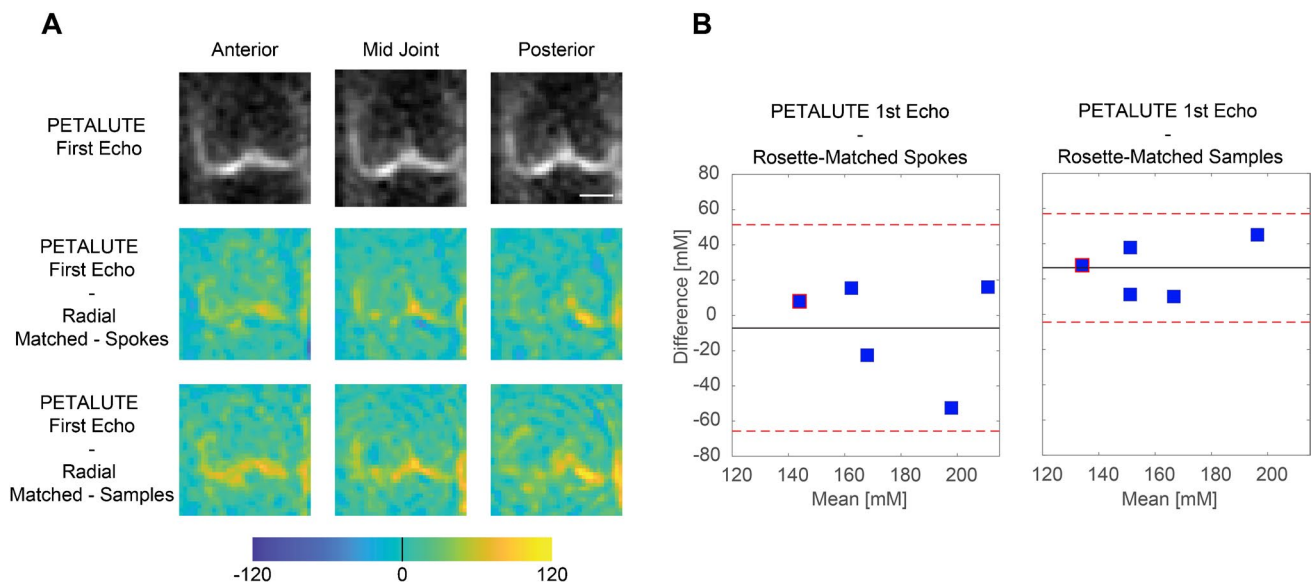 A
Anterior
Mid Joint
Posterior
PETALUTE
First Echo
PETALUTE
First Echo
-
Radial
Matched - Spokes
PETALUTE
First Echo
-
Radial
Matched - Samples
-120
0
120
B
PETALUTE 1st Echo
-
Rosette-Matched Spokes
Difference [mM]
80
60
40
20
0
-20
-40
-60
-80
120
140
160
180
200
Mean [mM]
PETALUTE 1st Echo
-
Rosette-Matched Samples
120
140
160
180
200
Mean [mM]